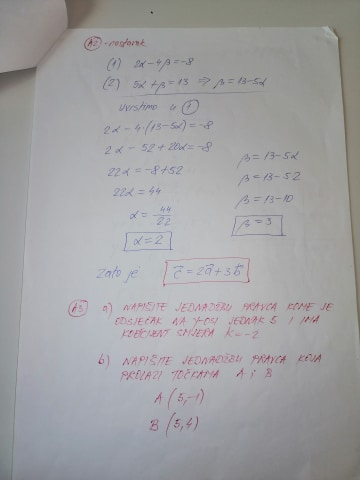 A2 - nastavak
(1) 2α - 4β = -8
(2) 5α + β = 13 ⇒ β = 13 - 5α
Uvrstimo u (1)
2α - 4·(13 - 5α) = -8
2α - 52 + 20α = -8
22α = -8 + 52
22α = 44
α = 44/22
α = 2
β = 13 - 5α
β = 13 - 5·2
β = 13 - 10
β = 3
Zato je c⃗ = 2a⃗ + 3b⃗
A3 a) NAPIŠITE JEDNADŽBU PRAVCA KOME JE
ODSJEČAK NA Y-OSI JEDNAK 5 I IMA
KOEFICIJENT SMJERA K = -2
b) NAPIŠITE JEDNADŽBU PRAVCA KOJI
PROLAZI TOČKAMA A i B
A (5, -1)
B (5, 4)